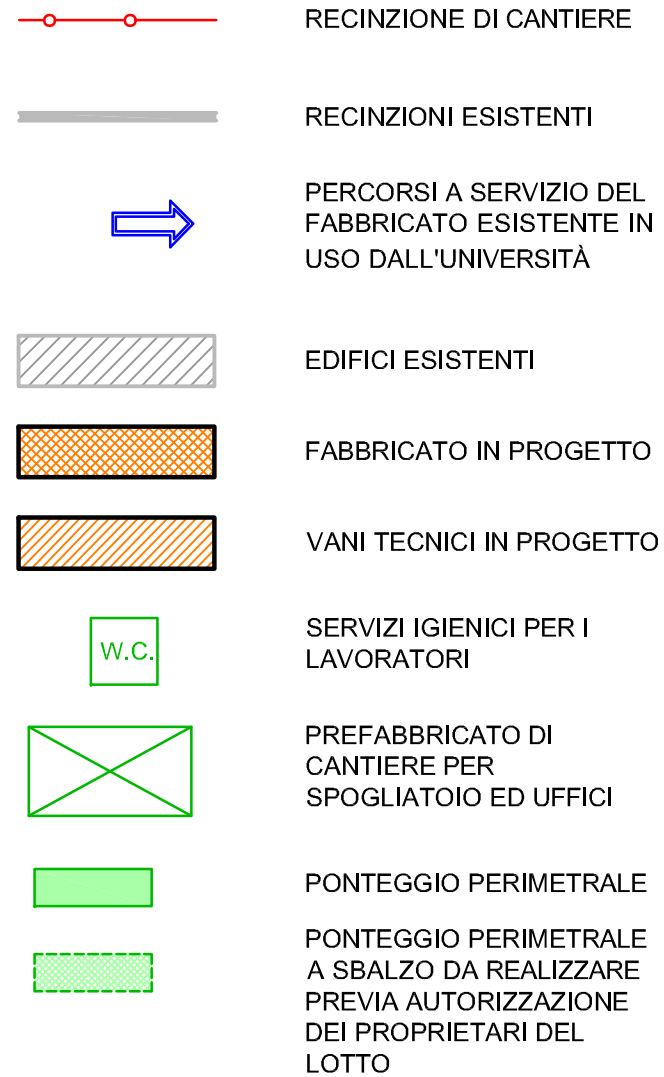 RECINZIONE DI CANTIERE
RECINZIONI ESISTENTI
PERCORSI A SERVIZIO DEL
FABBRICATO ESISTENTE IN
USO DALL'UNIVERSITÀ
EDIFICI ESISTENTI
FABBRICATO IN PROGETTO
VANI TECNICI IN PROGETTO
W.C.
SERVIZI IGIENICI PER I
LAVORATORI
PREFABBRICATO DI
CANTIERE PER
SPOGLIATOIO ED UFFICI
PONTEGGIO PERIMETRALE
PONTEGGIO PERIMETRALE
A SBALZO DA REALIZZARE
PREVIA AUTORIZZAZIONE
DEI PROPRIETARI DEL
LOTTO